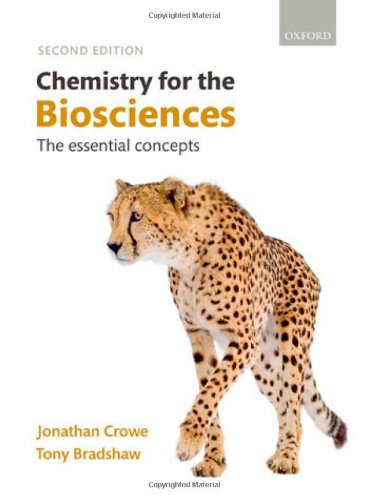 Copyrighted Material
OXFORD
SECOND EDITION
Chemistry for the
Biosciences
The essential concepts
Jonathan Crowe
Tony Bradshaw
Copyrighted Material